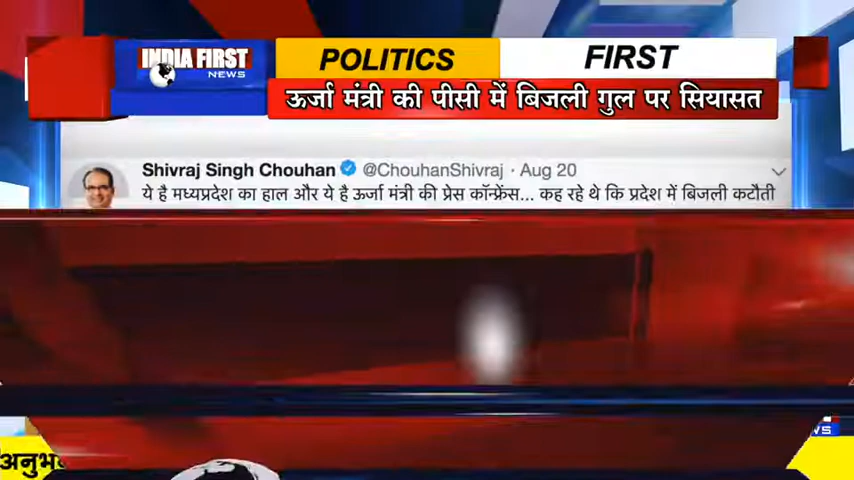 INDIA FIRST
NEWS
POLITICS
FIRST
ऊर्जा मंत्री की पीसी में बिजली गुल पर सियासत
Shivraj Singh Chouhan @ChouhanShivraj · Aug 20
ये है मध्यप्रदेश का हाल और ये है ऊर्जा मंत्री की प्रेस कॉन्फ्रेंस... कह रहे थे कि प्रदेश में बिजली कटौती